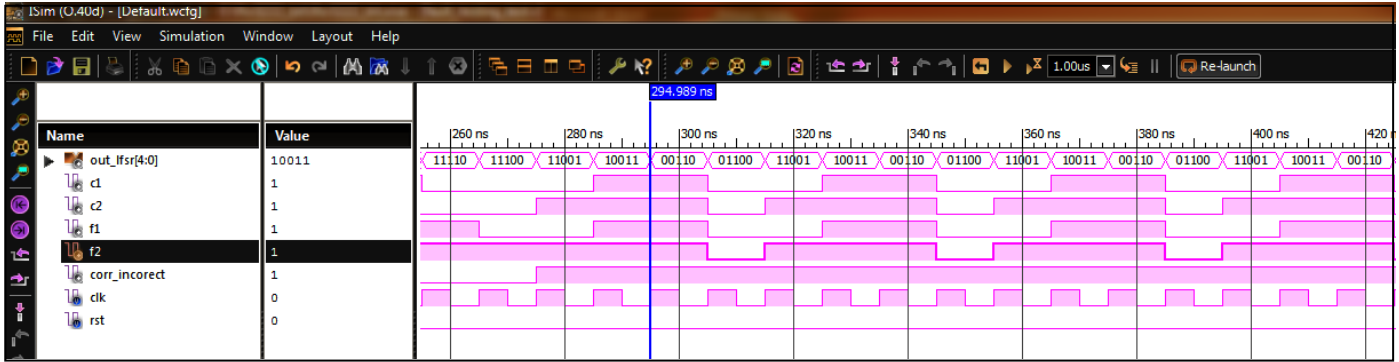 ISim (O.40d) - [Default.wcfg]
File Edit View Simulation Window Layout Help
1.00us Re-launch
294.989 ns
Name Value 260 ns 280 ns 300 ns 320 ns 340 ns 360 ns 380 ns 400 ns 420
out_lfsr[4:0] 10011 11110 11100 11001 10011 00110 01100 11001 10011 00110 01100 11001 10011 00110 01100 11001 10011 00110
c1 1
c2 1
f1 1
f2 1
corr_incorect 1
clk 0
rst 0